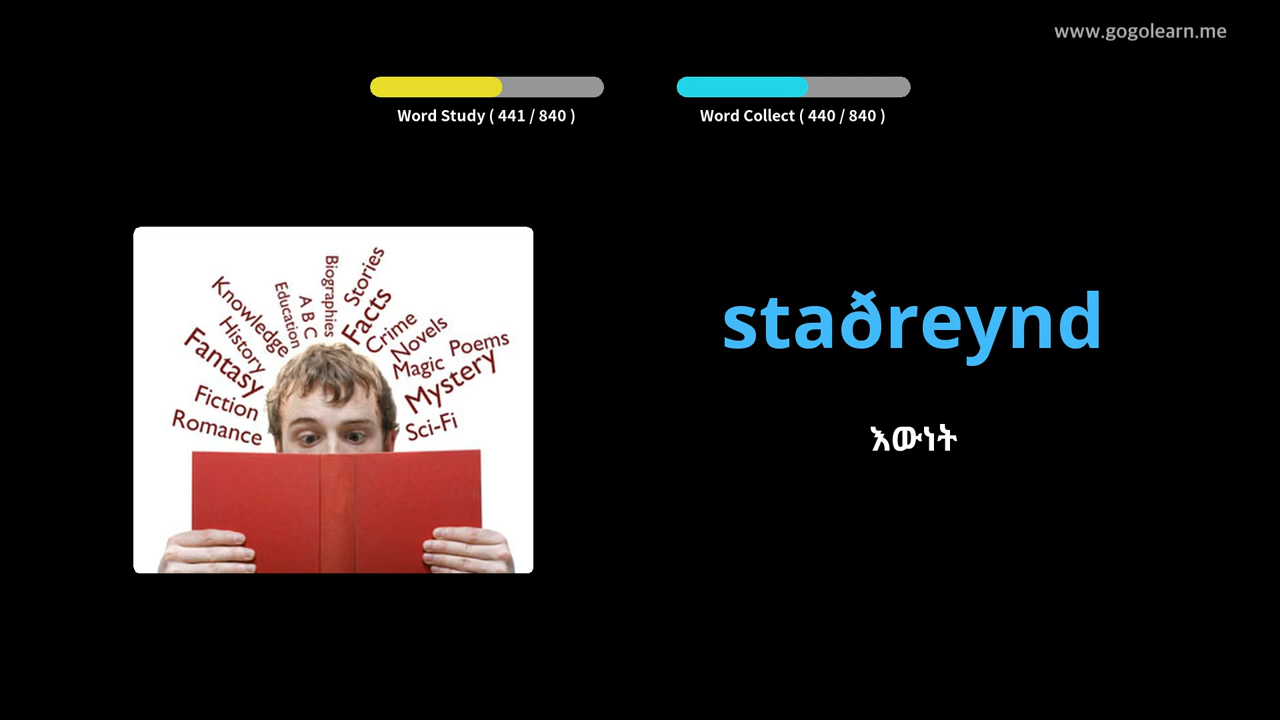 www.gogolearn.me
Word Study ( 441 / 840 )
Word Collect ( 440 / 840 )
Biographies
Stories
Education
A B C
Facts
Knowledge
Crime
History
Novels
Fantasy
Magic
Poems
Mystery
Fiction
Romance
Sci-Fi
staðreynd
እውነት